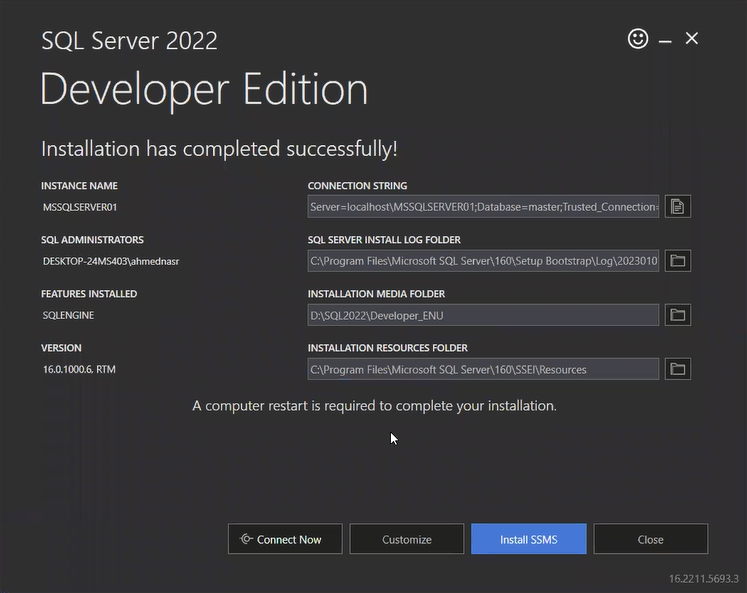 SQL Server 2022
Developer Edition
Installation has completed successfully!
INSTANCE NAME
MSSQLSERVER01
CONNECTION STRING
Server=localhost\MSSQLSERVER01;Database=master;Trusted_Connection=
SQL ADMINISTRATORS
DESKTOP-24MS403\ahmednasr
SQL SERVER INSTALL LOG FOLDER
C:\Program Files\Microsoft SQL Server\160\Setup Bootstrap\Log\2023010
FEATURES INSTALLED
SQLENGINE
INSTALLATION MEDIA FOLDER
D:\SQL2022\Developer_ENU
VERSION
16.0.1000.6, RTM
INSTALLATION RESOURCES FOLDER
C:\Program Files\Microsoft SQL Server\160\SSEI\Resources
A computer restart is required to complete your installation.
Connect Now
Customize
Install SSMS
Close
16.2211.5693.3